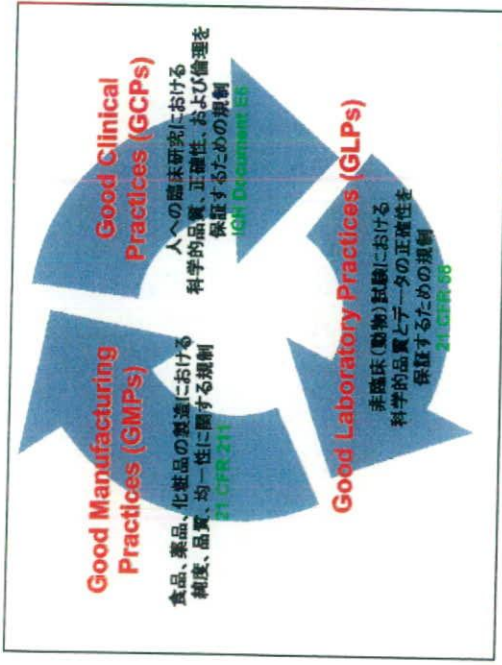 Good Manufacturing
Practices (GMPs)
食品、薬品、化粧品の製造における
純度、品質、均一性に関する規制
21 CFR 211
Good Clinical
Practices (GCPs)
人への臨床研究における
科学的品質、正確性、および倫理を
保証するための規制
ICH Document E6
Good Laboratory Practices (GLPs)
非臨床(動物)試験における
科学的品質とデータの正確性を
保証するための規制
21 CFR 58